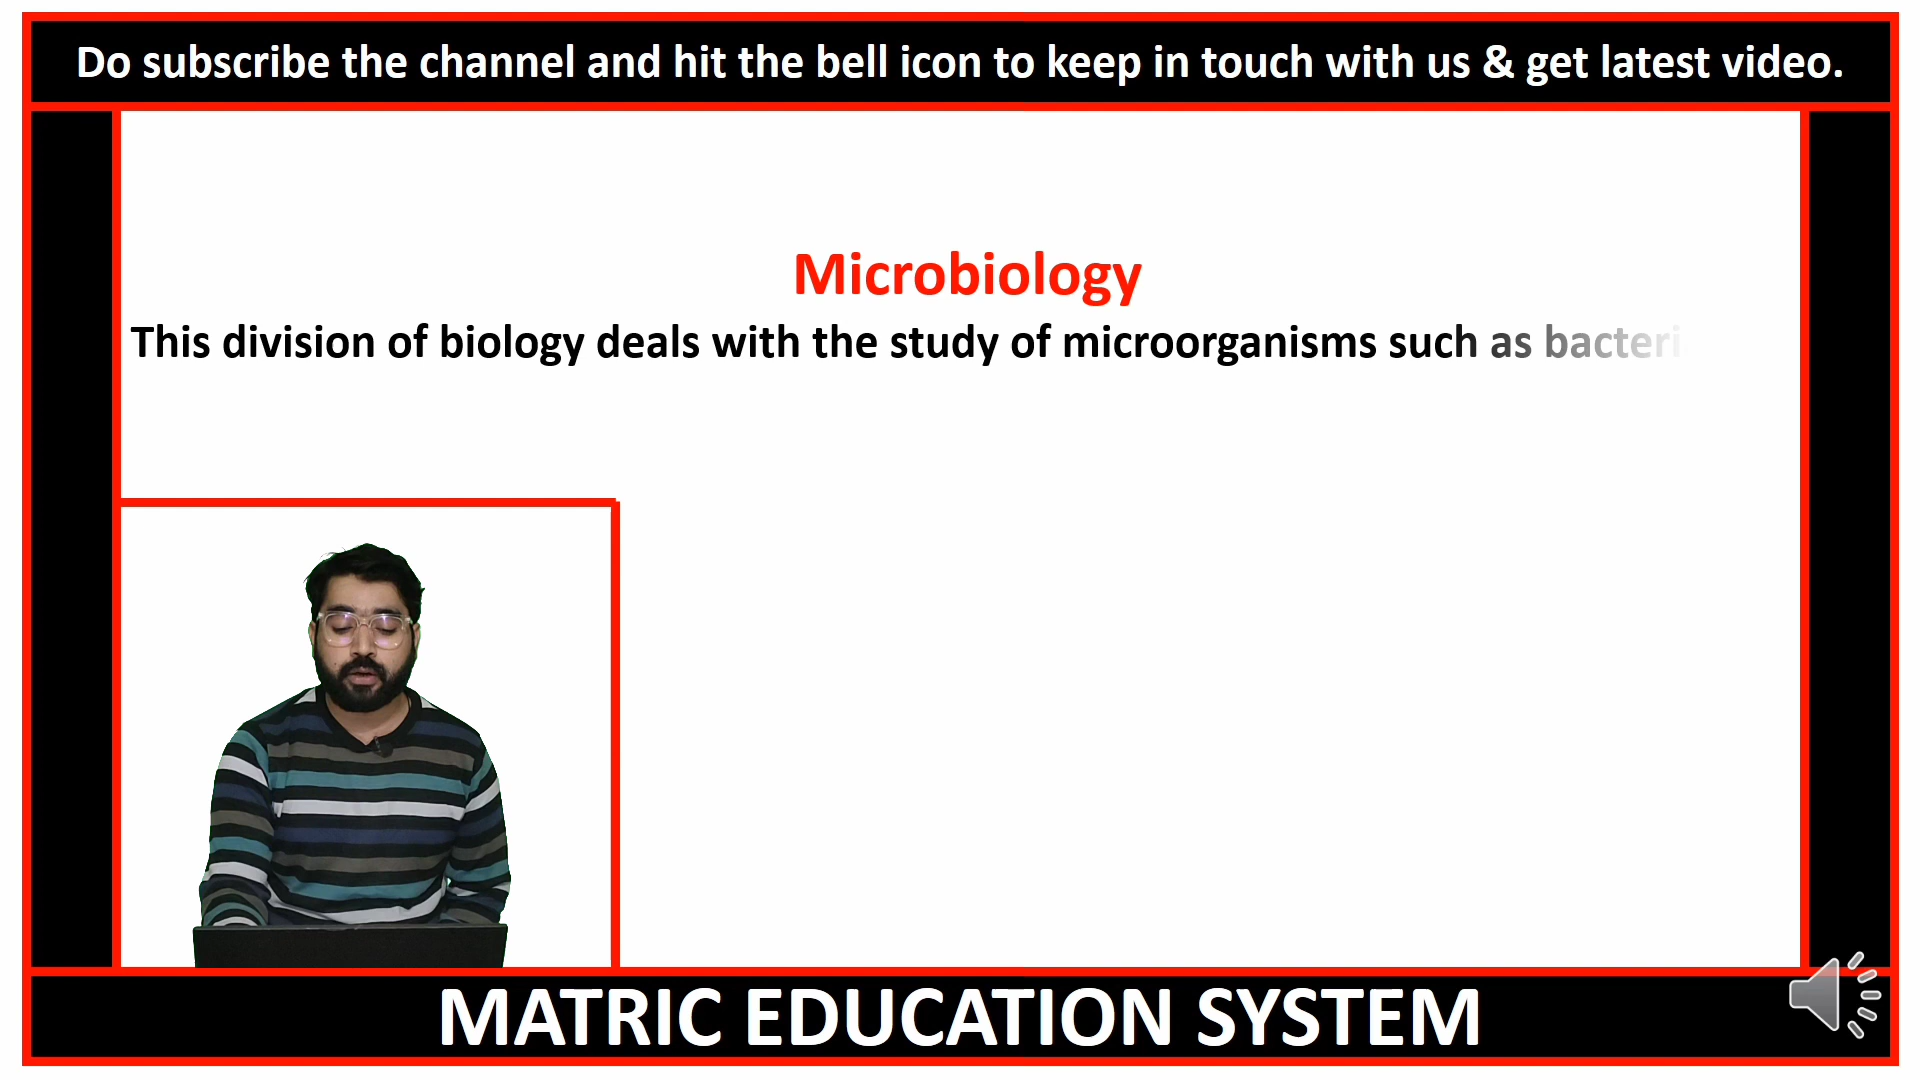 Do subscribe the channel and hit the bell icon to keep in touch with us & get latest video.
Microbiology
This division of biology deals with the study of microorganisms such as bacteri
MATRIC EDUCATION SYSTEM